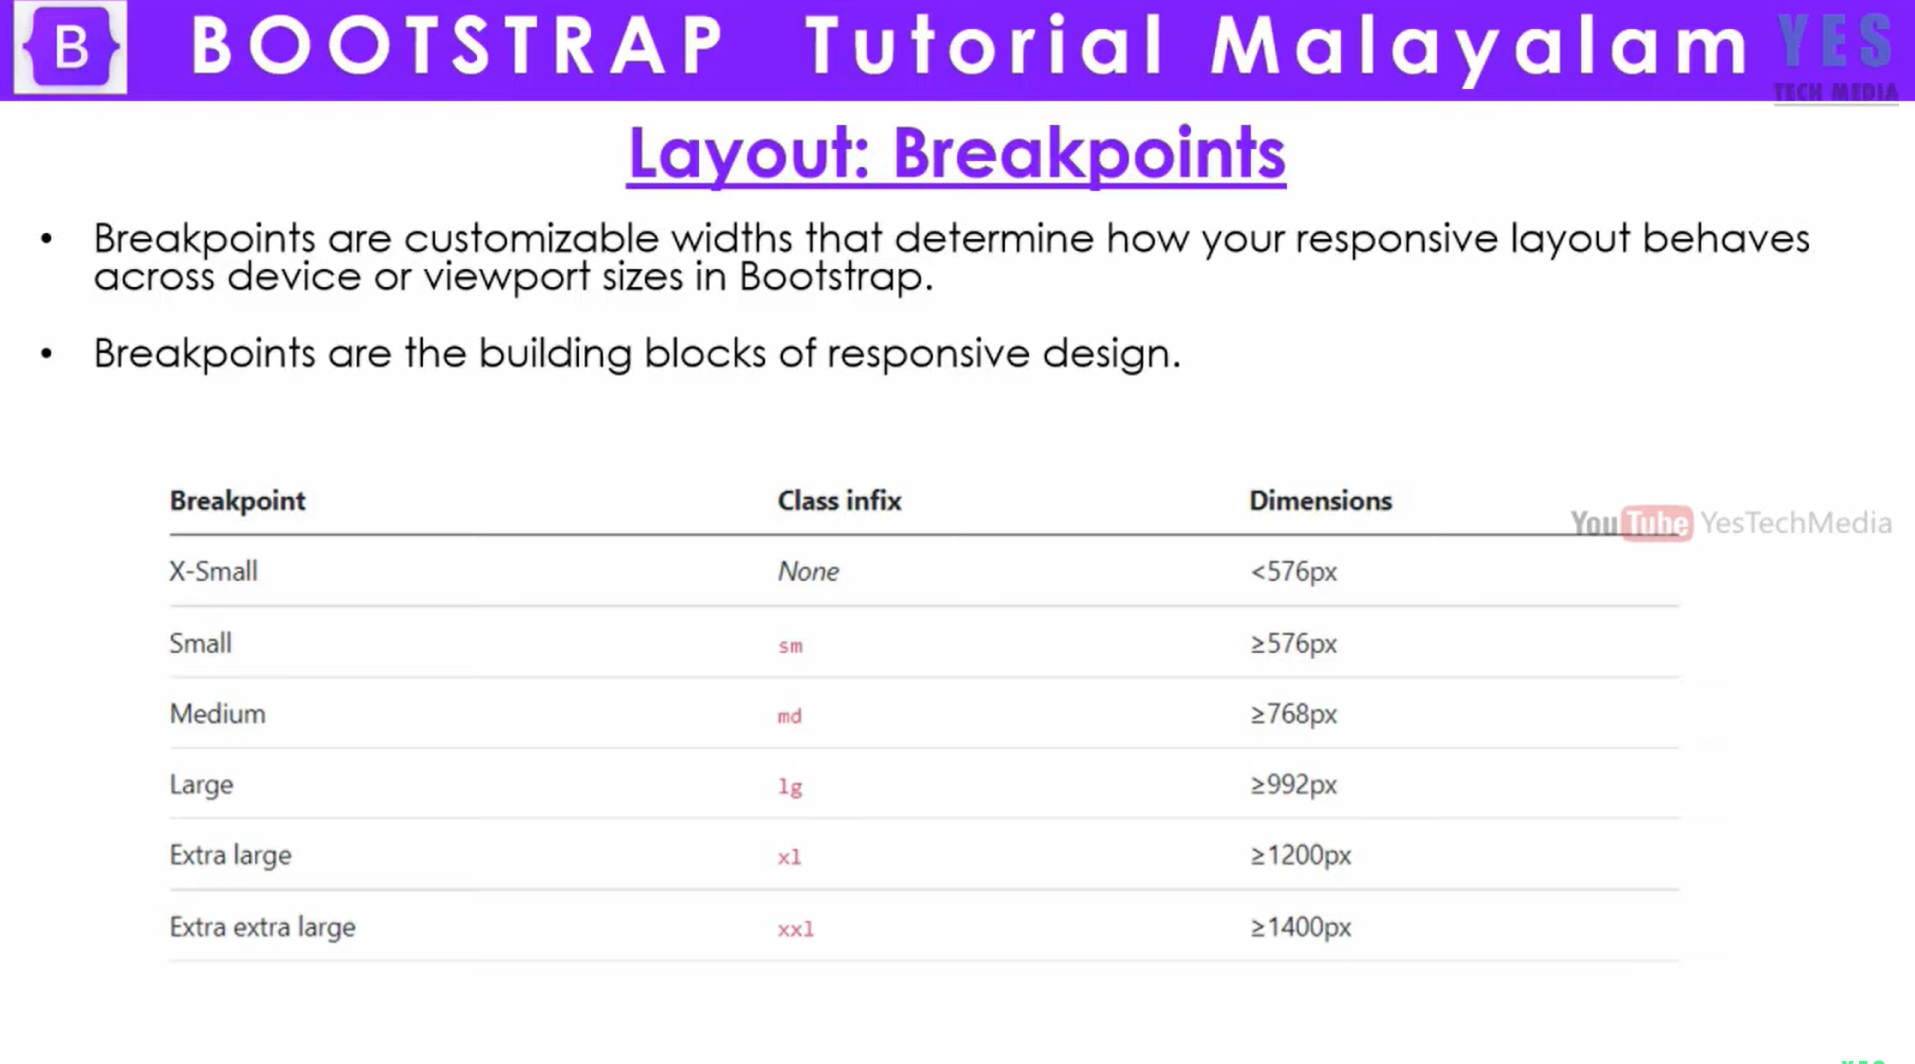 B BOOTSTRAP Tutorial Malayalam YES
TECH MEDIA
Layout: Breakpoints
• Breakpoints are customizable widths that determine how your responsive layout behaves
across device or viewport sizes in Bootstrap.
• Breakpoints are the building blocks of responsive design.
Breakpoint Class infix Dimensions
YouTube YesTechMedia
X-Small None <576px
Small sm ≥576px
Medium md ≥768px
Large lg ≥992px
Extra large xl ≥1200px
Extra extra large xxl ≥1400px